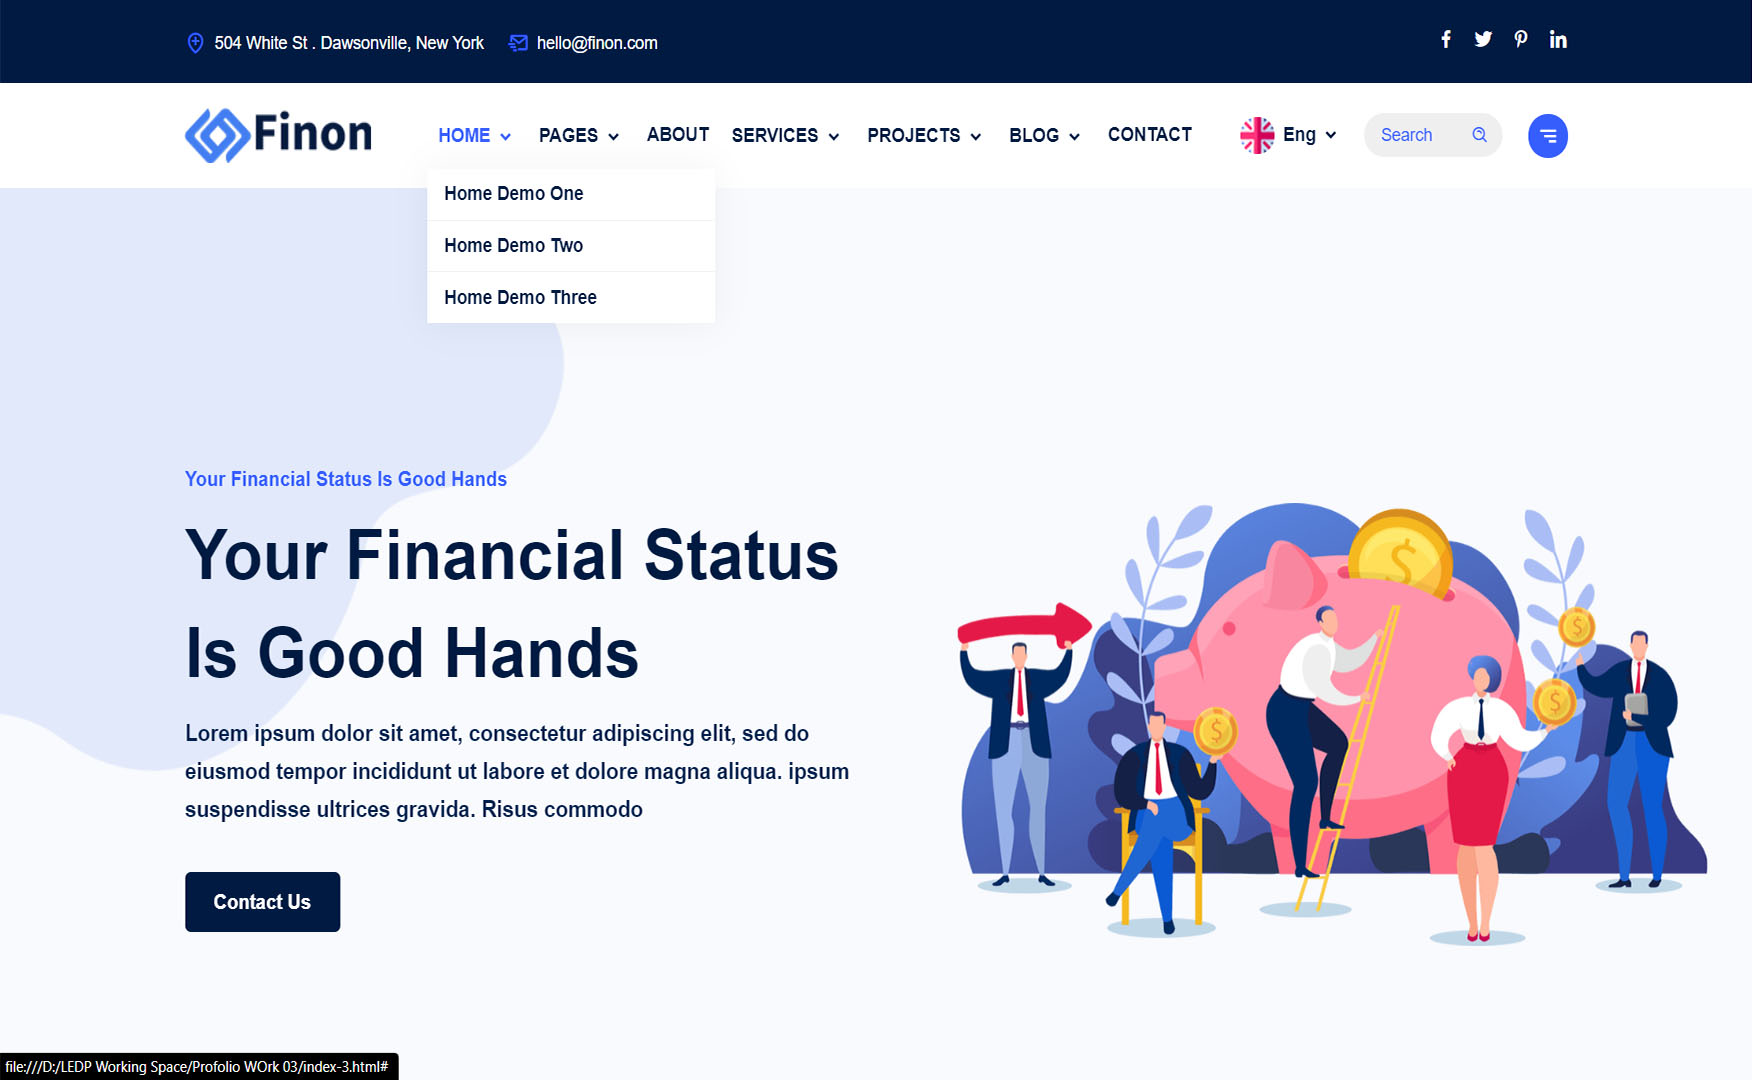 504 White St . Dawsonville, New York hello@finon.com
Finon HOME PAGES ABOUT SERVICES PROJECTS BLOG CONTACT Eng Search
Home Demo One
Home Demo Two
Home Demo Three
Your Financial Status Is Good Hands
Your Financial Status
Is Good Hands
Lorem ipsum dolor sit amet, consectetur adipiscing elit, sed do
eiusmod tempor incididunt ut labore et dolore magna aliqua. ipsum
suspendisse ultrices gravida. Risus commodo
Contact Us
file:///D:/LEDP Working Space/Profolio WOrk 03/index-3.html#